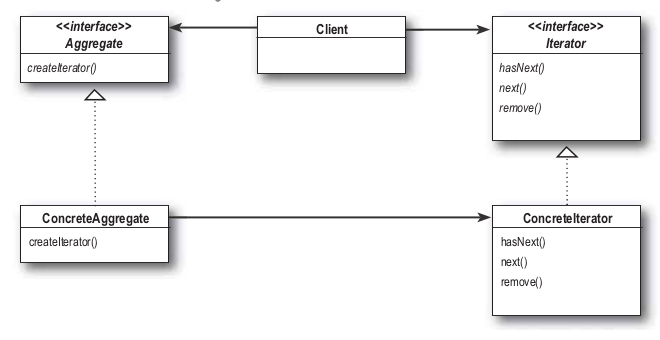 <<interface>>
Aggregate
createIterator()
Client
<<interface>>
Iterator
hasNext()
next()
remove()
ConcreteAggregate
createIterator()
ConcreteIterator
hasNext()
next()
remove()